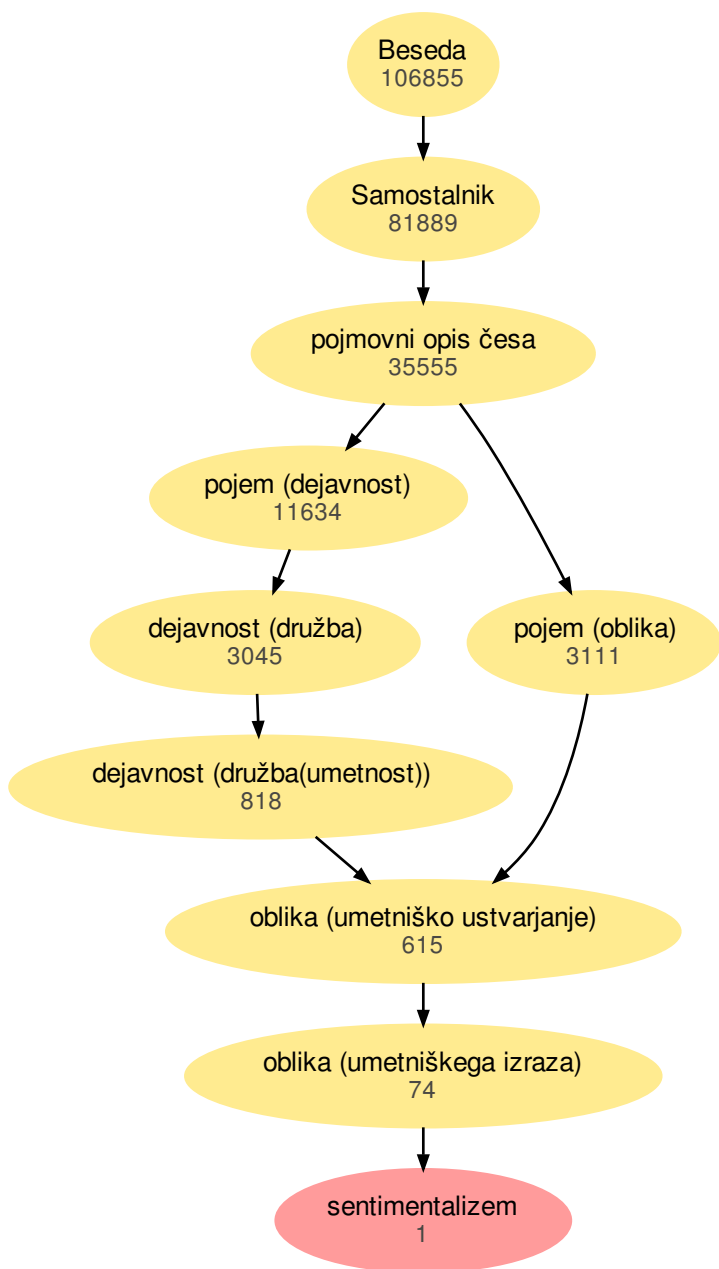 Beseda
106855
Samostalnik
81889
pojmovni opis česa
35555
pojem (dejavnost)
11634
dejavnost (družba)
3045
pojem (oblika)
3111
dejavnost (družba(umetnost))
818
oblika (umetniško ustvarjanje)
615
oblika (umetniškega izraza)
74
sentimentalizem
1